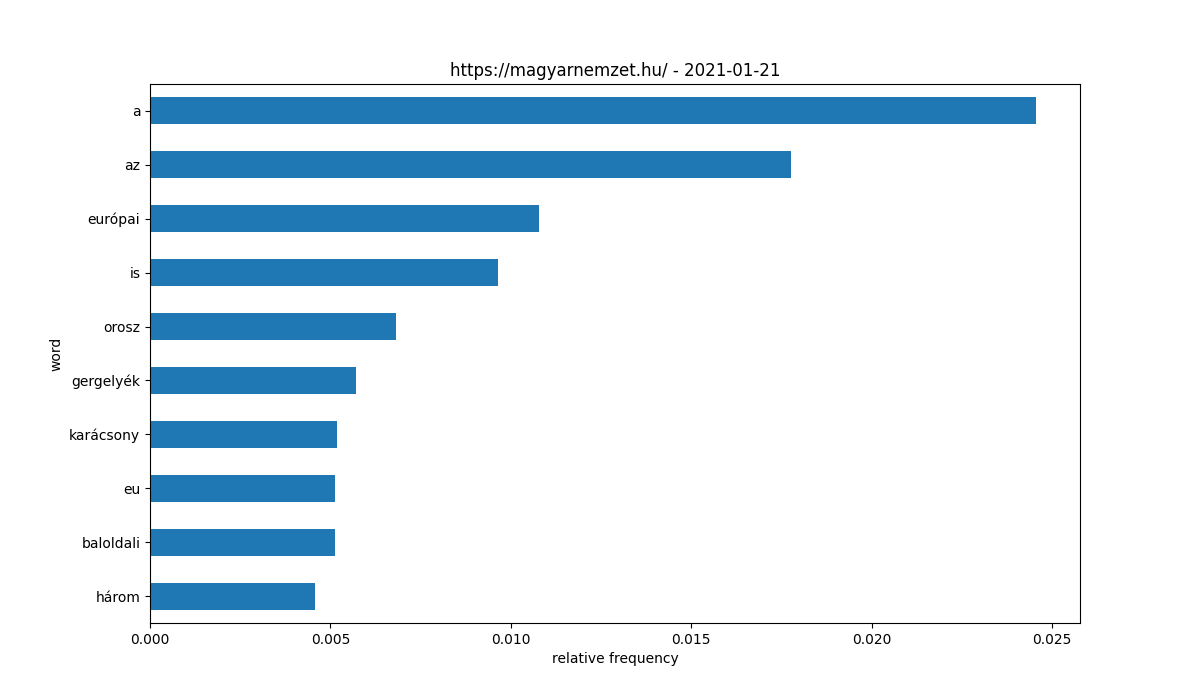 https://magyarnemzet.hu/ - 2021-01-21
word
a
az
európai
is
orosz
gergelyék
karácsony
eu
baloldali
három
0.000 0.005 0.010 0.015 0.020 0.025
relative frequency